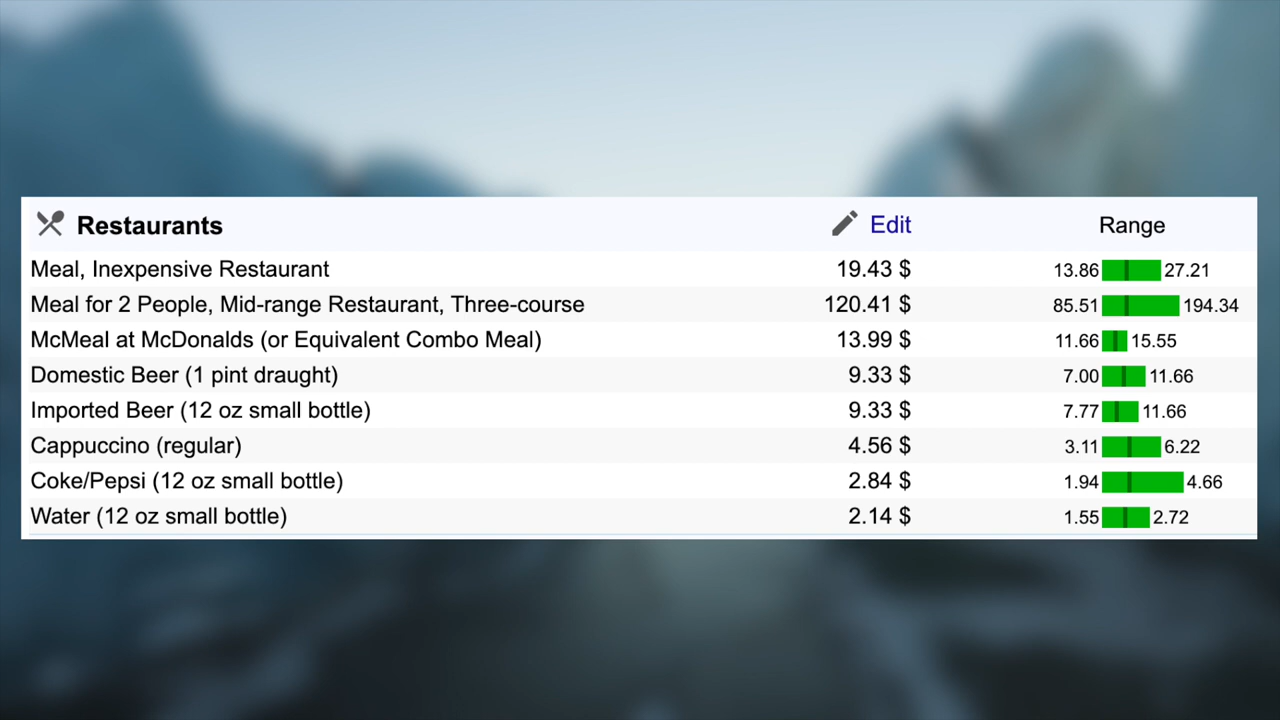 Restaurants Edit Range
Meal, Inexpensive Restaurant 19.43 $ 13.86 27.21
Meal for 2 People, Mid-range Restaurant, Three-course 120.41 $ 85.51 194.34
McMeal at McDonalds (or Equivalent Combo Meal) 13.99 $ 11.66 15.55
Domestic Beer (1 pint draught) 9.33 $ 7.00 11.66
Imported Beer (12 oz small bottle) 9.33 $ 7.77 11.66
Cappuccino (regular) 4.56 $ 3.11 6.22
Coke/Pepsi (12 oz small bottle) 2.84 $ 1.94 4.66
Water (12 oz small bottle) 2.14 $ 1.55 2.72